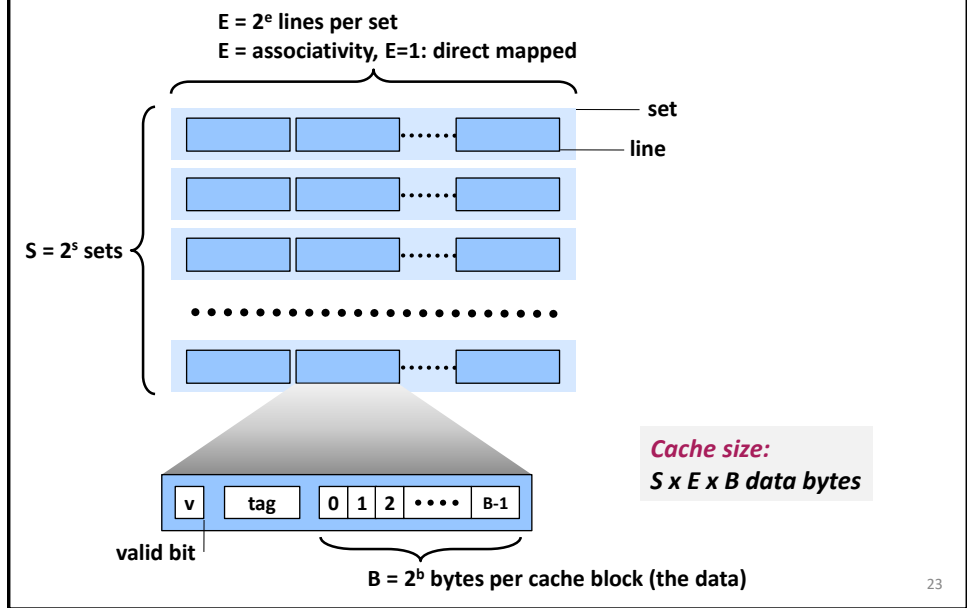 E = 2ᵉ lines per set
E = associativity, E=1: direct mapped
set
line
S = 2ˢ sets
Cache size:
S x E x B data bytes
v tag 0 1 2 •••• B-1
valid bit
B = 2ᵇ bytes per cache block (the data)
23